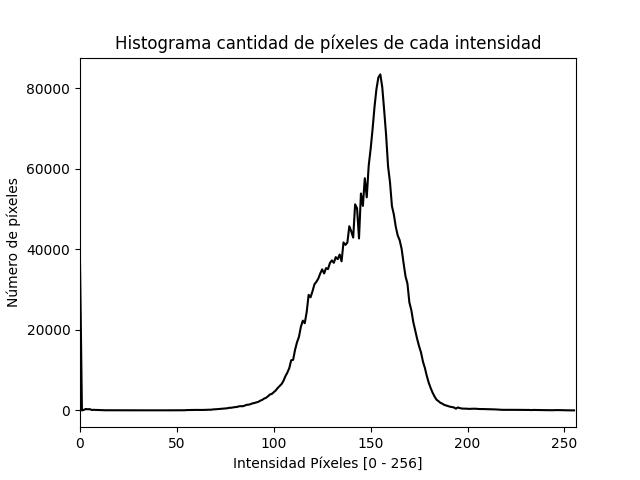 Histograma cantidad de píxeles de cada intensidad
80000
60000
40000
20000
0
Número de píxeles
0 50 100 150 200 250
Intensidad Píxeles [0 - 256]